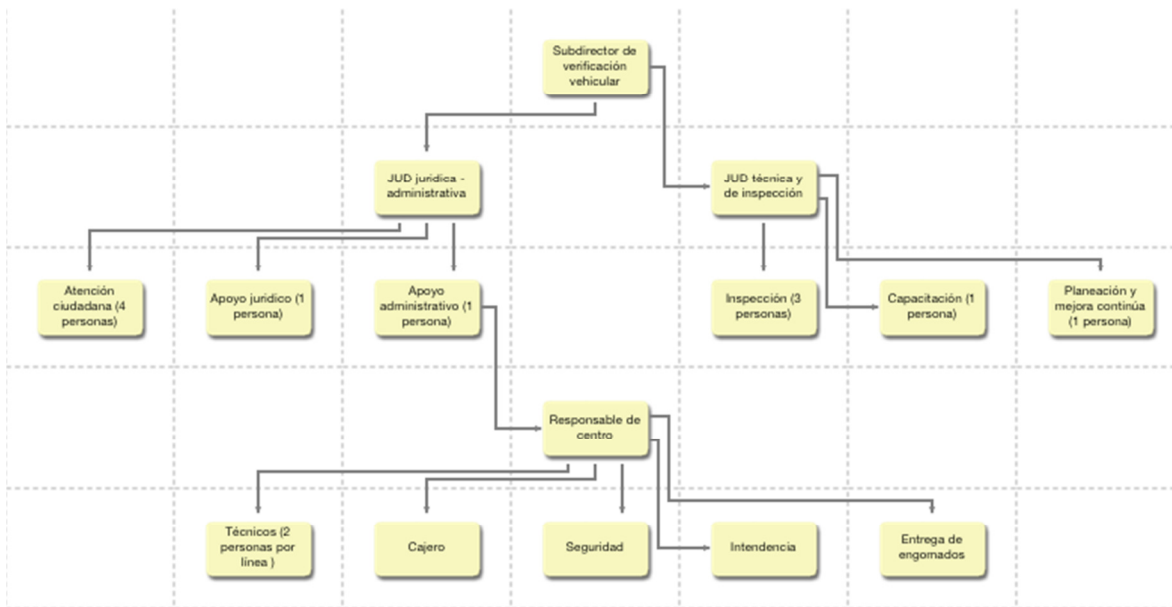 Subdirector de
verificación
vehicular
JUD jurídica -
administrativa
JUD técnica y
de inspección
Atención
ciudadana (4
personas)
Apoyo jurídico (1
persona)
Apoyo
administrativo (1
persona)
Inspección (3
personas)
Capacitación (1
persona)
Planeación y
mejora continúa
(1 persona)
Responsable de
centro
Técnicos (2
personas por
línea )
Cajero
Seguridad
Intendencia
Entrega de
engomados